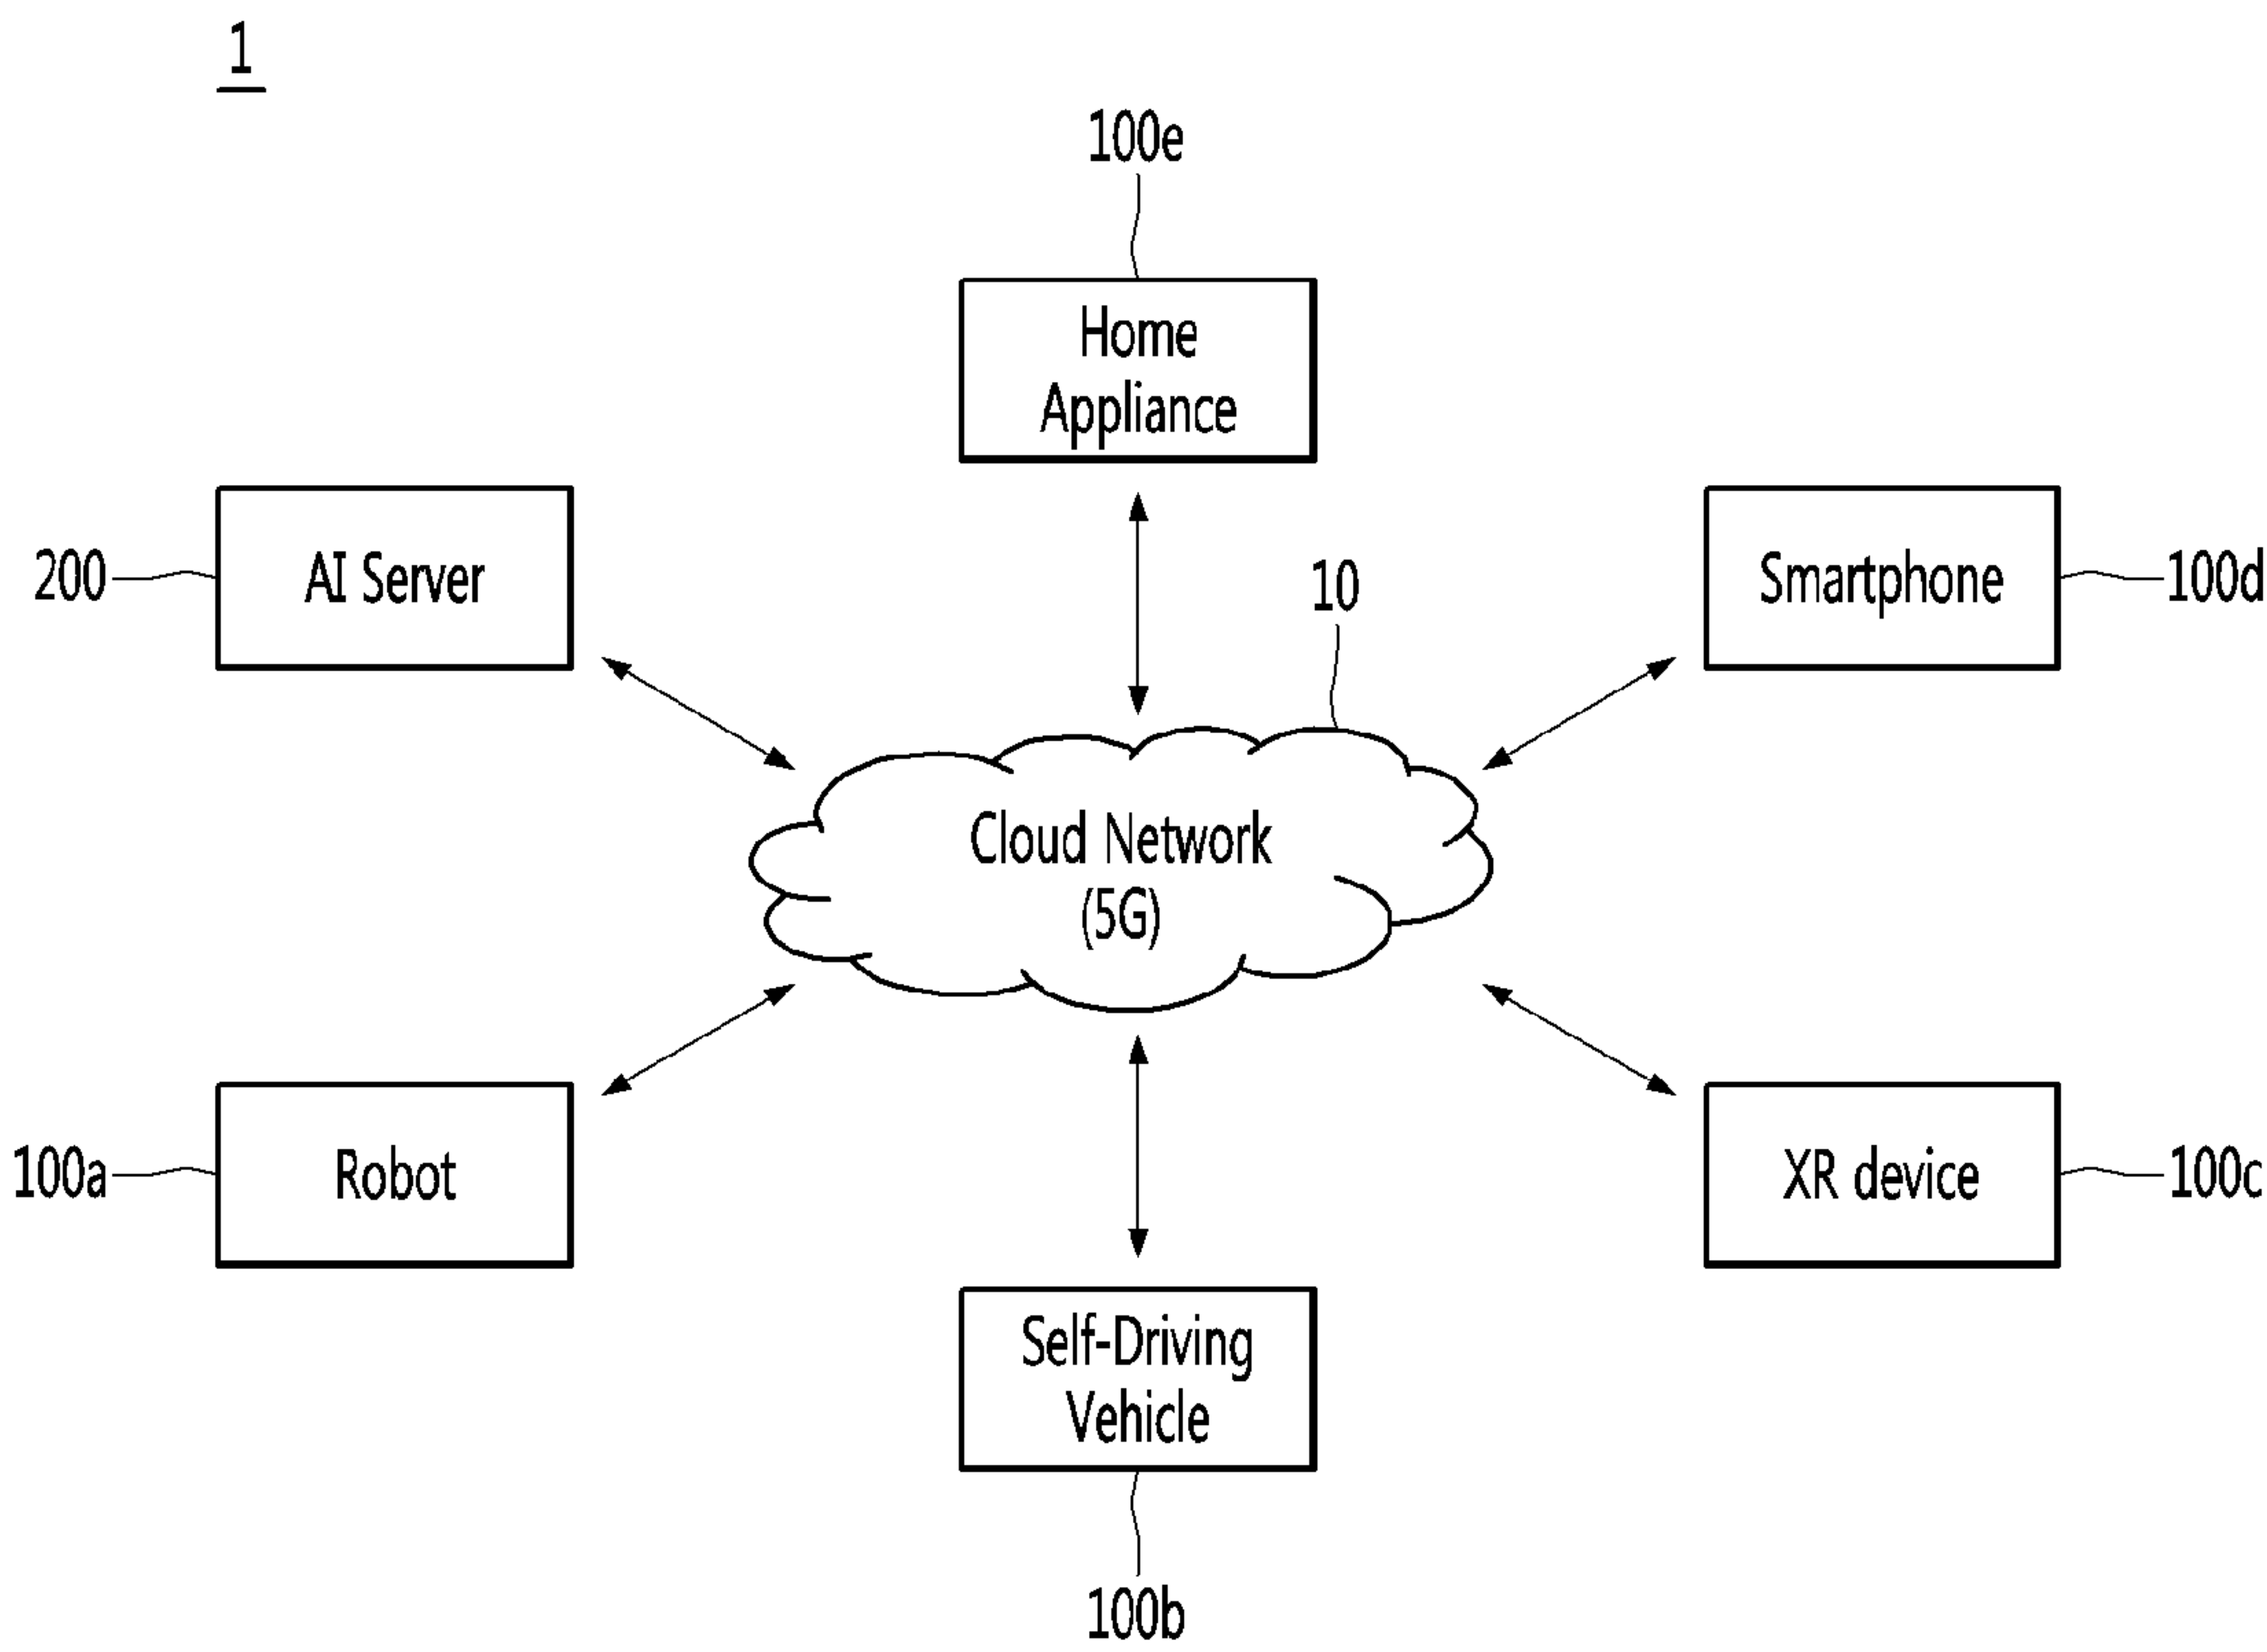 1
100e
Home
Appliance
200
AI Server
10
Smartphone
100d
Cloud Network
(5G)
100a
Robot
XR device
100c
Self-Driving
Vehicle
100b